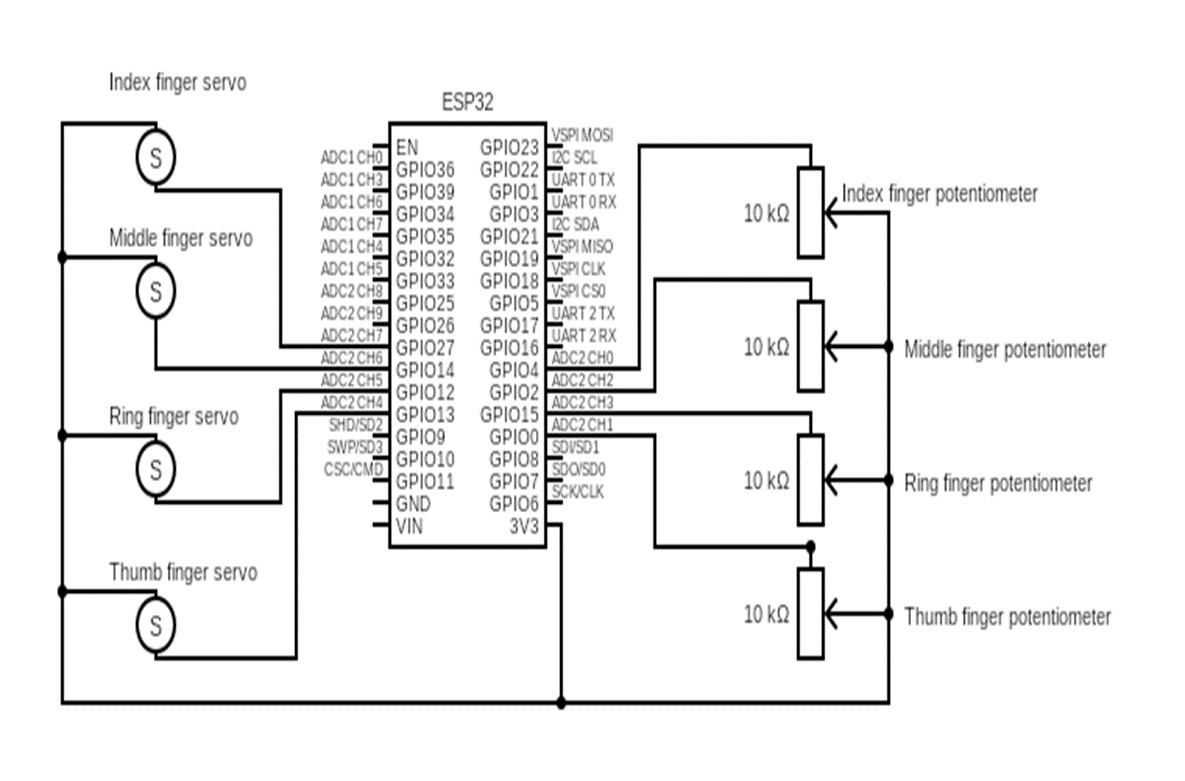 Index finger servo
S
Middle finger servo
S
Ring finger servo
S
Thumb finger servo
S
ESP32
ADC1 CH0
ADC1 CH3
ADC1 CH6
ADC1 CH7
ADC1 CH4
ADC1 CH5
ADC2 CH8
ADC2 CH9
ADC2 CH7
ADC2 CH6
ADC2 CH5
ADC2 CH4
SHD/SD2
SWP/SD3
CSC/CMD
EN
GPIO36
GPIO39
GPIO34
GPIO35
GPIO32
GPIO33
GPIO25
GPIO26
GPIO27
GPIO14
GPIO12
GPIO13
GPIO9
GPIO10
GPIO11
GND
VIN
GPIO23
GPIO22
GPIO1
GPIO3
GPIO21
GPIO19
GPIO18
GPIO5
GPIO17
GPIO16
GPIO4
GPIO2
GPIO15
GPIO0
GPIO8
GPIO7
GPIO6
3V3
VSPI MOSI
I2C SCL
UART 0 TX
UART 0 RX
I2C SDA
VSPI MISO
VSPI CLK
VSPI CS0
UART 2 TX
UART 2 RX
ADC2 CH0
ADC2 CH2
ADC2 CH3
ADC2 CH1
SDI/SD1
SDO/SD0
SCK/CLK
10 kΩ
Index finger potentiometer
10 kΩ
Middle finger potentiometer
10 kΩ
Ring finger potentiometer
10 kΩ
Thumb finger potentiometer